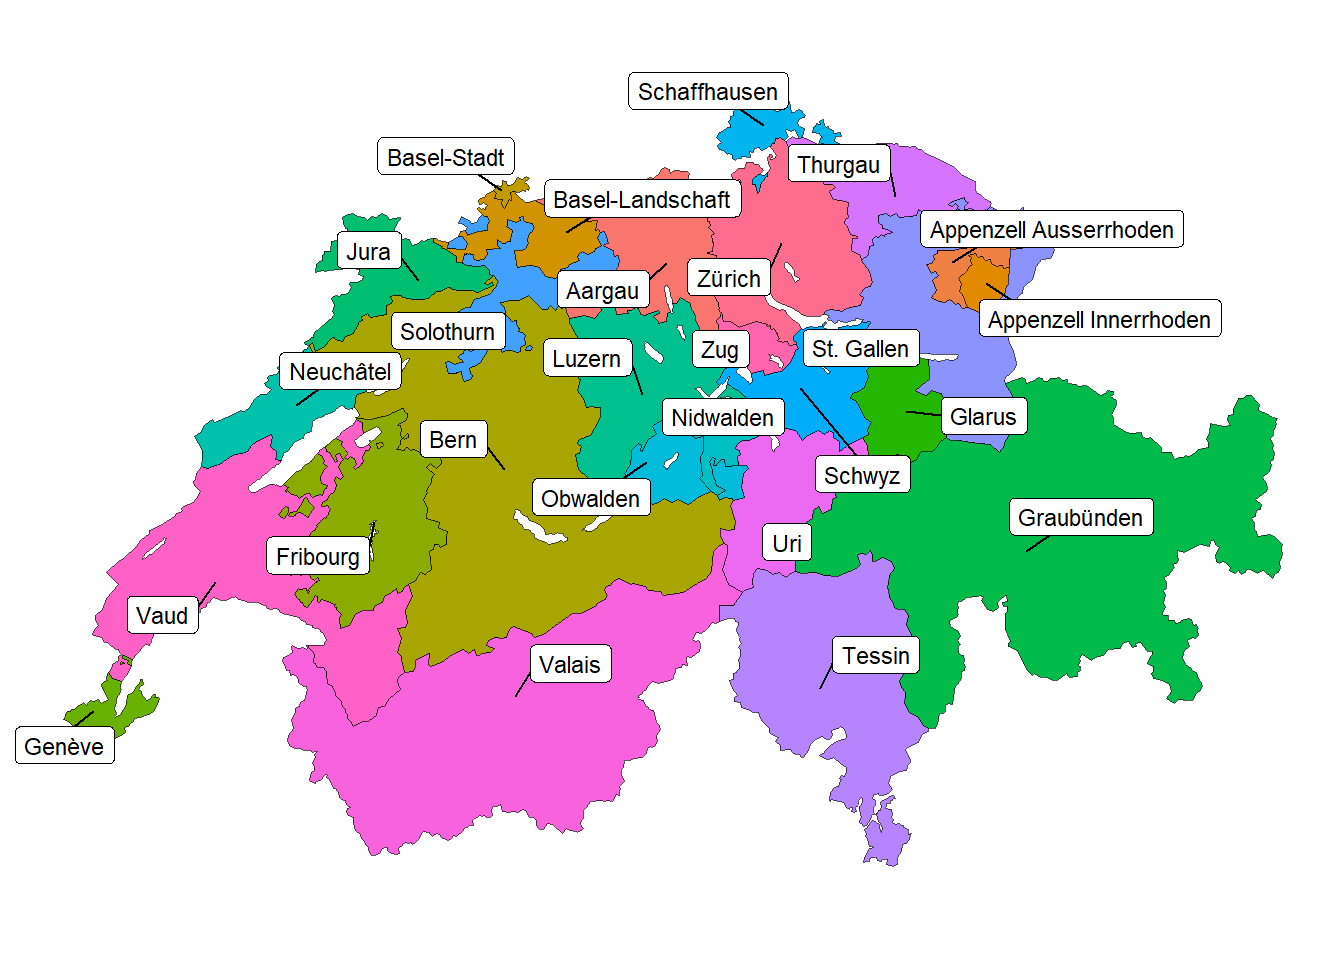 Schaffhausen
Basel-Stadt
Thurgau
Basel-Landschaft
Appenzell Ausserrhoden
Jura
Zürich
Aargau
Appenzell Innerrhoden
Solothurn
St. Gallen
Zug
Luzern
Neuchâtel
Nidwalden
Glarus
Bern
Schwyz
Obwalden
Graubünden
Uri
Fribourg
Vaud
Tessin
Valais
Genève